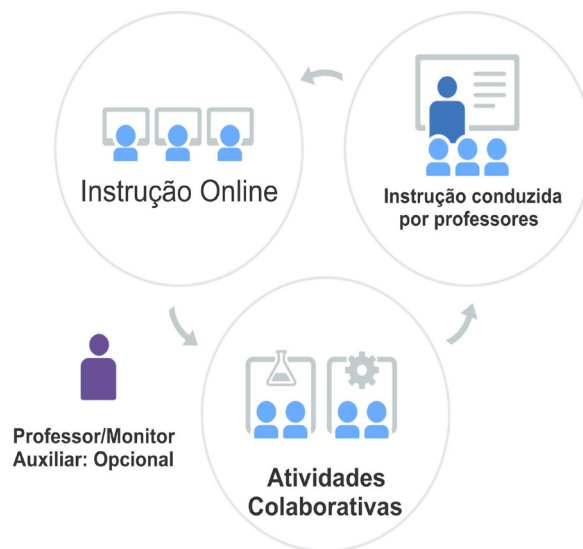 Instrução Online
Instrução conduzida
por professores
Professor/Monitor
Auxiliar: Opcional
Atividades
Colaborativas